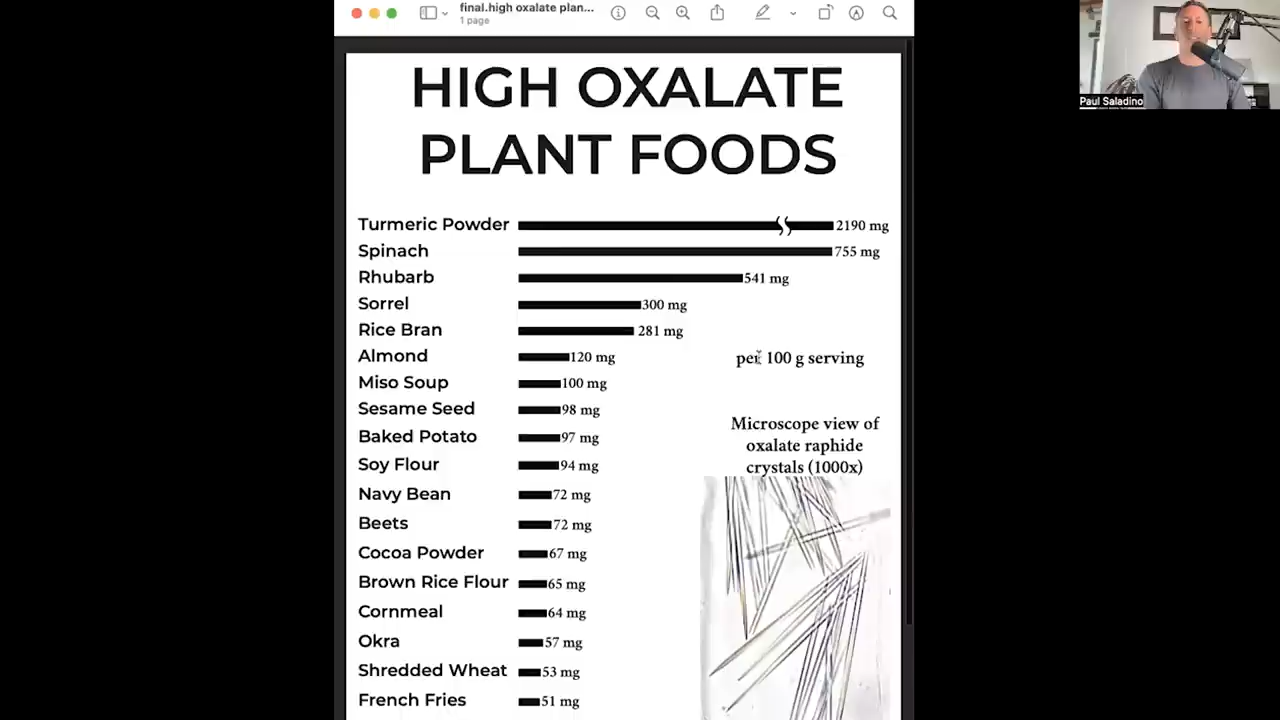 final.high oxalate plan...
1 page
Paul Saladino
HIGH OXALATE
PLANT FOODS
Turmeric Powder 2190 mg
Spinach 755 mg
Rhubarb 541 mg
Sorrel 300 mg
Rice Bran 281 mg
Almond 120 mg
per 100 g serving
Miso Soup 100 mg
Sesame Seed 98 mg
Baked Potato 97 mg
Soy Flour 94 mg
Microscope view of
oxalate raphide
crystals (1000x)
Navy Bean 72 mg
Beets 72 mg
Cocoa Powder 67 mg
Brown Rice Flour 65 mg
Cornmeal 64 mg
Okra 57 mg
Shredded Wheat 53 mg
French Fries 51 mg